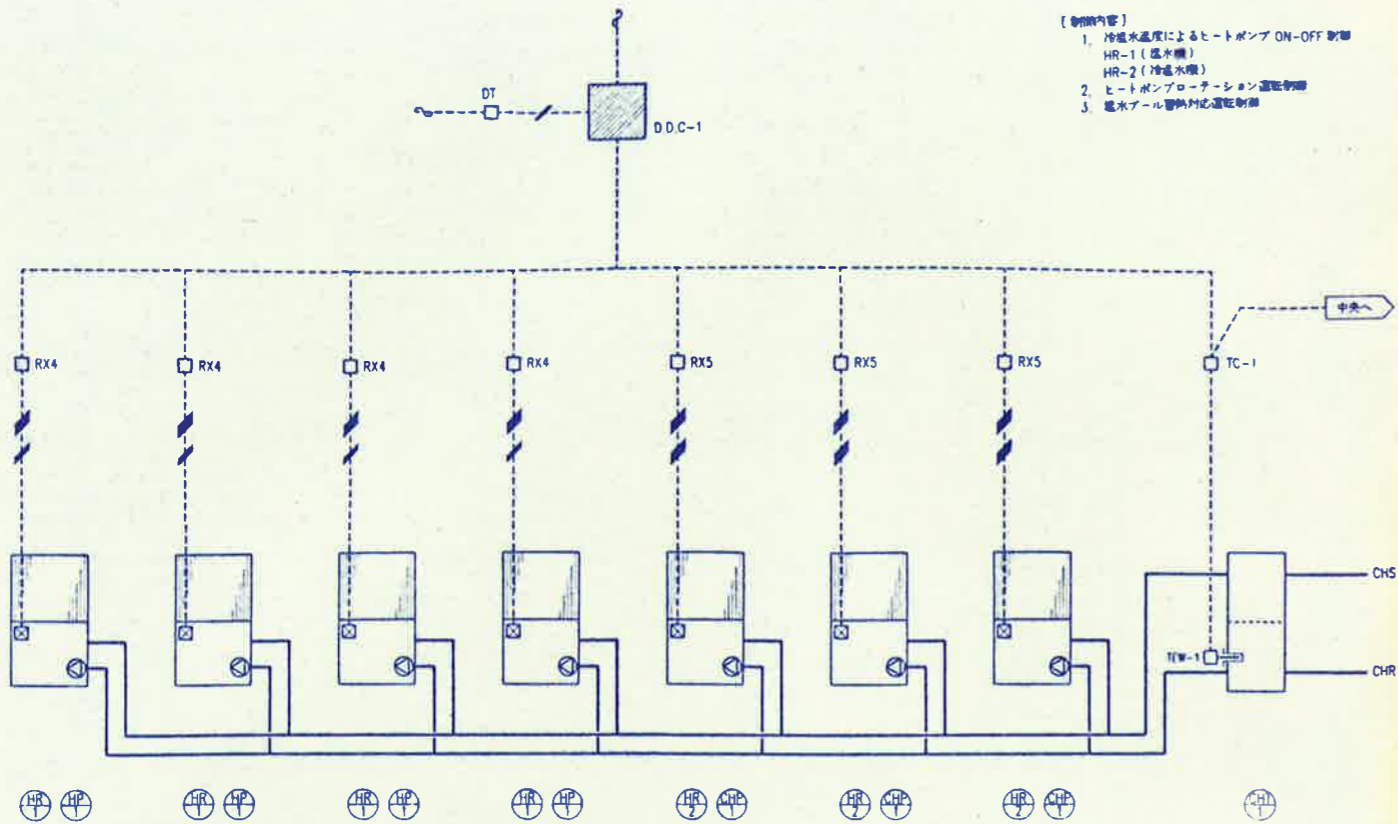 [制御内容]
1. 冷温水温度によるヒートポンプ ON-OFF 制御
HR-1(温水機)
HR-2(冷温水機)
2. ヒートポンプローテーション運転制御
3. 温水プール蓄熱対応運転制御
DT
D.D.C-1
中央へ
RX4
RX4
RX4
RX4
RX5
RX5
RX5
TC-1
CHS
TEW-1
CHR
HR 1 HP 1 HR 1 HP 1 HR 1 HP 1 HR 1 HP 1 HR 2 CHP 1 HR 2 CHP 1 HR 2 CHP 1 CHT 1